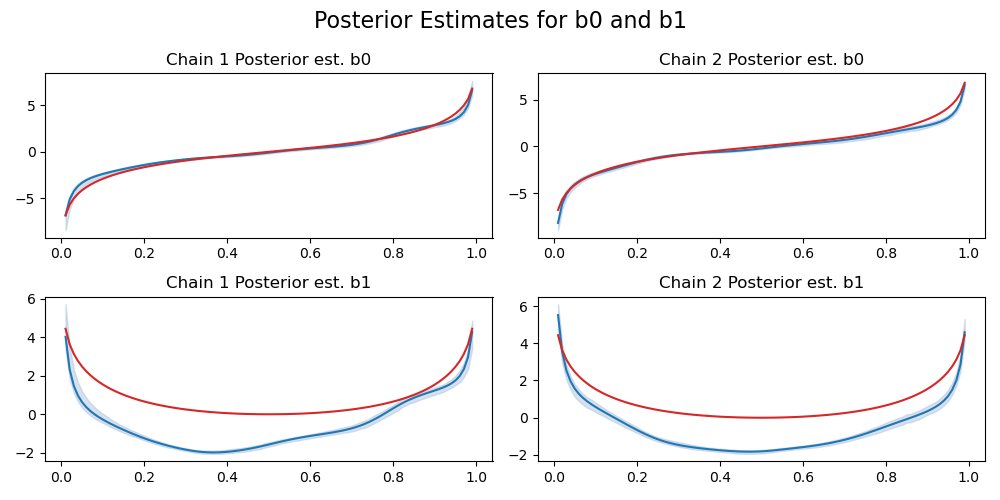 Posterior Estimates for b0 and b1
Chain 1 Posterior est. b0
5
0
−5
0.0 0.2 0.4 0.6 0.8 1.0
Chain 2 Posterior est. b0
5
0
−5
0.0 0.2 0.4 0.6 0.8 1.0
Chain 1 Posterior est. b1
6
4
2
0
−2
0.0 0.2 0.4 0.6 0.8 1.0
Chain 2 Posterior est. b1
6
4
2
0
−2
0.0 0.2 0.4 0.6 0.8 1.0